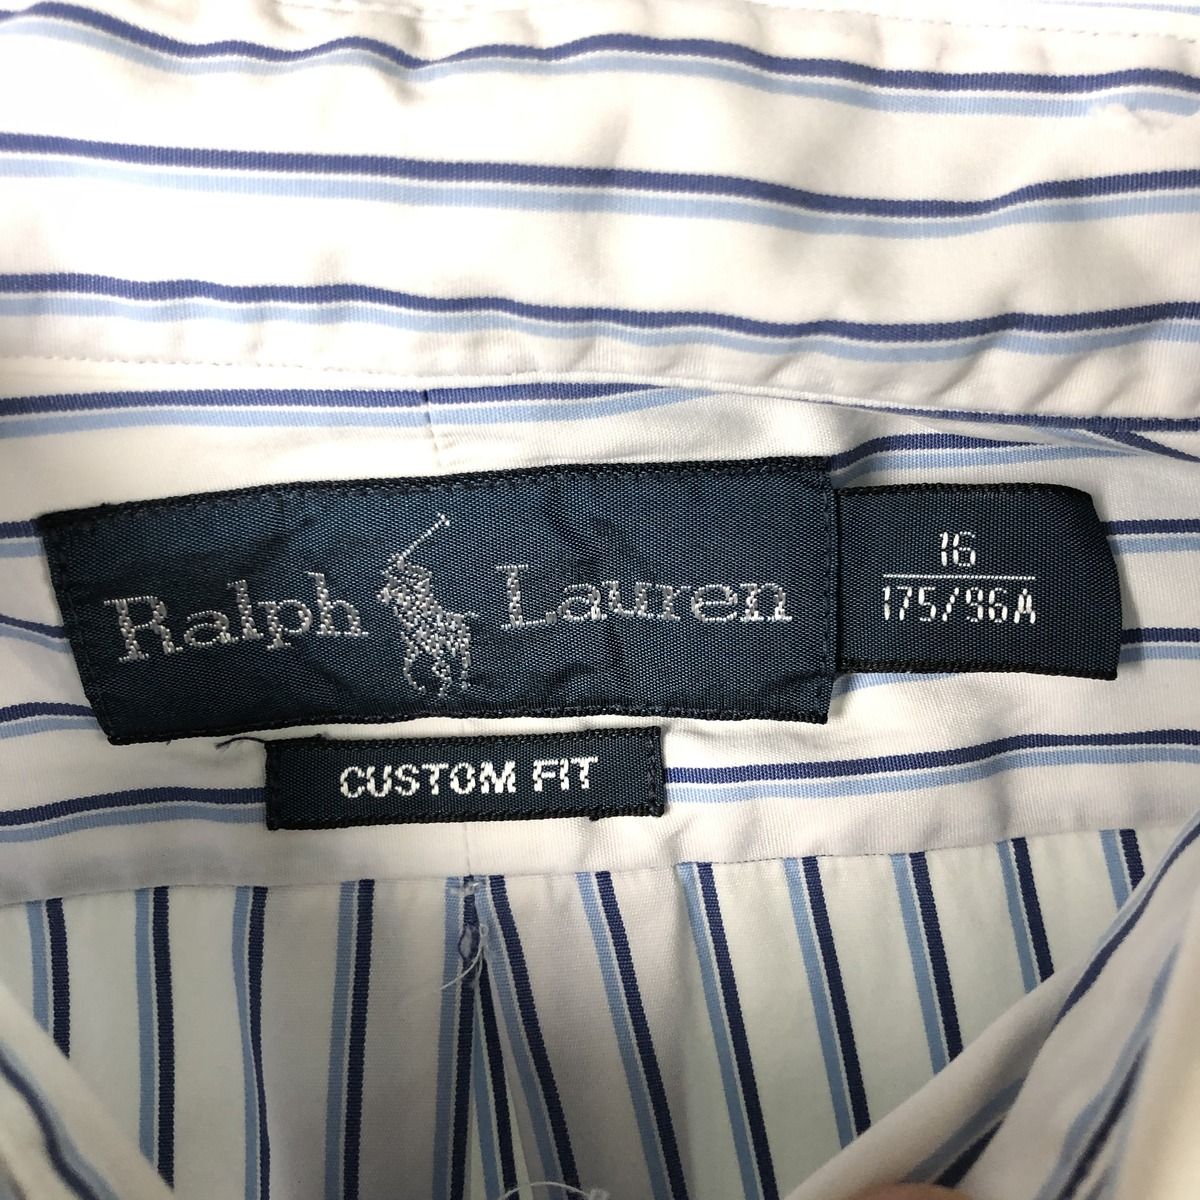 Ralph Lauren
16
175/96A
CUSTOM FIT